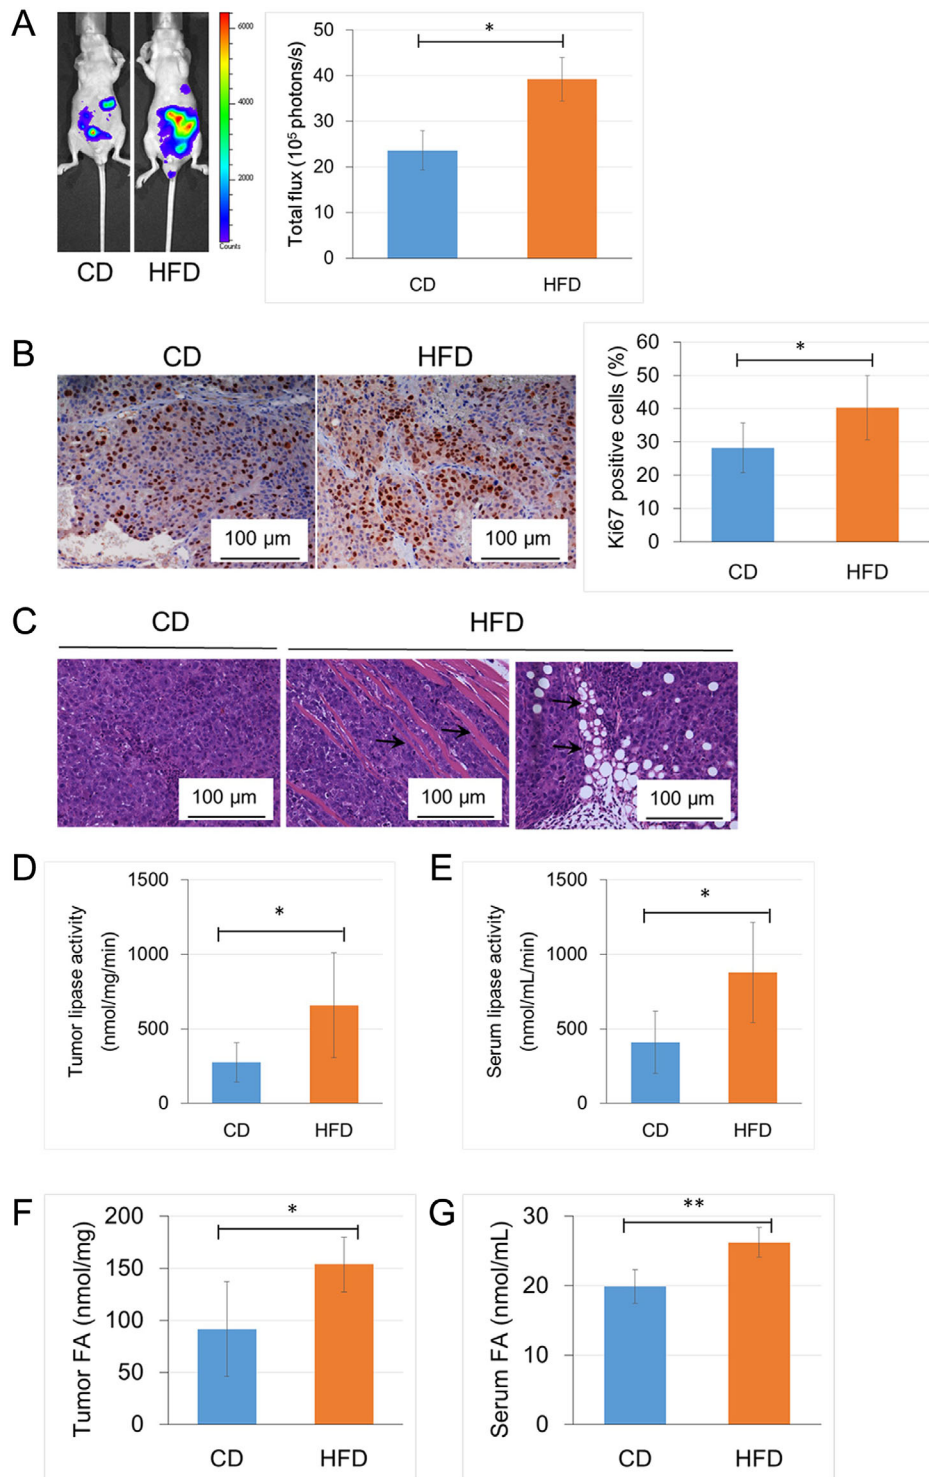 A
6000
4000
2000
Counts
CD HFD
Total flux (10⁵ photons/s)
50
40
30
20
10
0
*
CD HFD
B
CD HFD
100 µm 100 µm
Ki67 positive cells (%)
60
50
40
30
20
10
0
*
CD HFD
C
CD HFD
100 µm 100 µm 100 µm
D
Tumor lipase activity
(nmol/mg/min)
1500
1000
500
0
*
CD HFD
E
Serum lipase activity
(nmol/mL/min)
1500
1000
500
0
*
CD HFD
F
Tumor FA (nmol/mg)
200
150
100
50
0
*
CD HFD
G
Serum FA (nmol/mL)
30
20
10
0
**
CD HFD